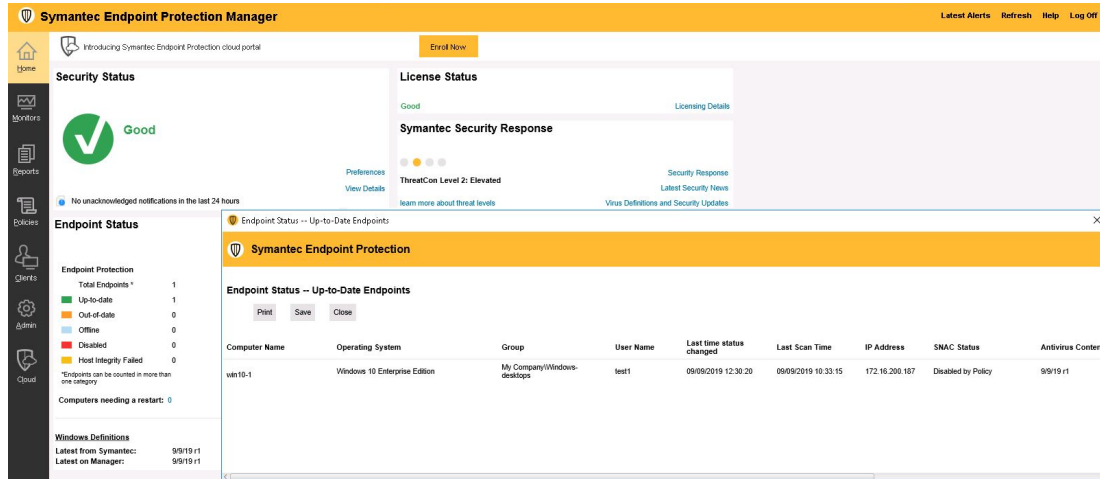 Symantec Endpoint Protection Manager
Latest Alerts Refresh Help Log Off
Introducing Symantec Endpoint Protection cloud portal
Enroll Now
Home
Monitors
Reports
Policies
Clients
Admin
Cloud
Security Status
Good
Preferences
View Details
No unacknowledged notifications in the last 24 hours
License Status
Good
Licensing Details
Symantec Security Response
ThreatCon Level 2: Elevated
Security Response
Latest Security News
learn more about threat levels
Virus Definitions and Security Updates
Endpoint Status
Endpoint Protection
Total Endpoints * 1
Up-to-date 1
Out-of-date 0
Offline 0
Disabled 0
Host Integrity Failed 0
*Endpoints can be counted in more than
one category
Computers needing a restart: 0
Windows Definitions
Latest from Symantec: 9/9/19 r1
Latest on Manager: 9/9/19 r1
Endpoint Status -- Up-to-Date Endpoints
Symantec Endpoint Protection
Endpoint Status -- Up-to-Date Endpoints
Print Save Close
Computer Name Operating System Group User Name Last time status changed Last Scan Time IP Address SNAC Status Antivirus Conten
win10-1 Windows 10 Enterprise Edition My Company\Windows-desktops test1 09/09/2019 12:30:20 09/09/2019 10:33:15 172.16.200.187 Disabled by Policy 9/9/19 r1